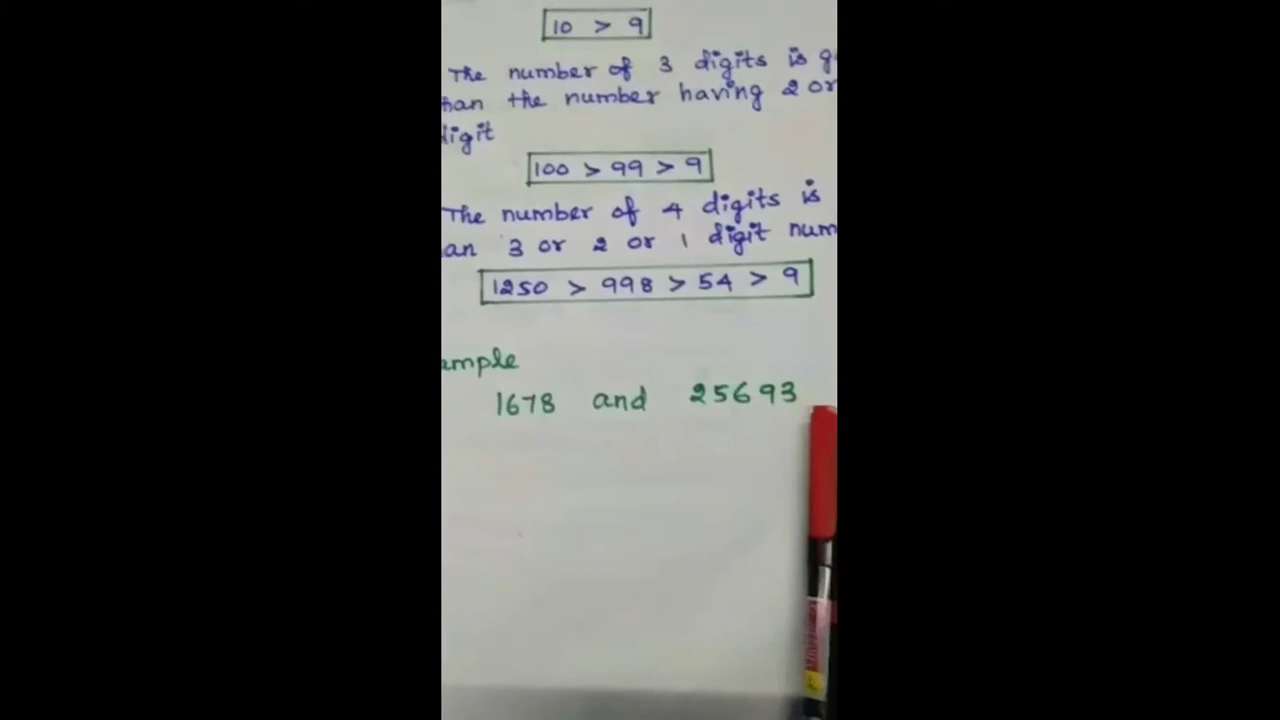 10 > 9
The number of 3 digits is g
han the number having 2 or
digit
100 > 99 > 9
The number of 4 digits is
an 3 or 2 or 1 digit num
1250 > 998 > 54 > 9
ample
1678 and 25693